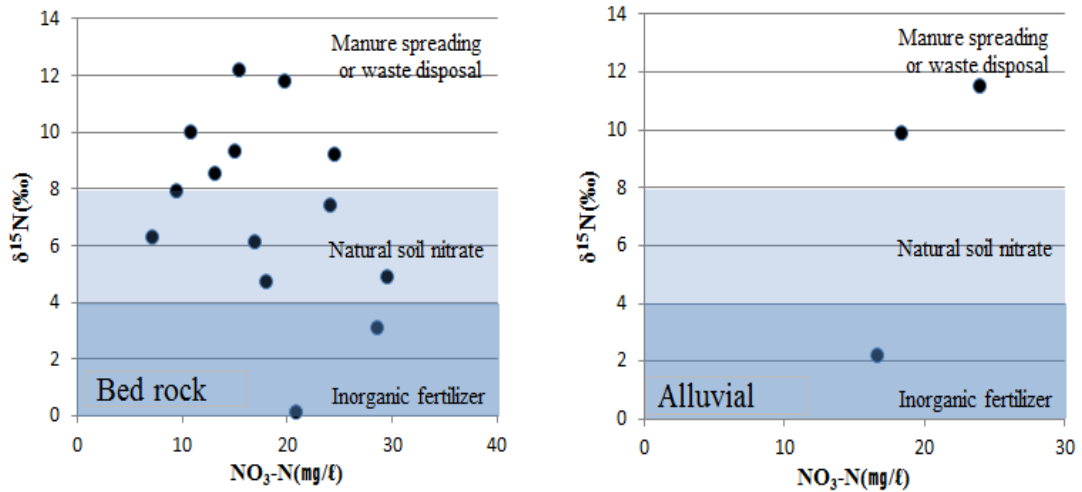 14
12
10
8
6
4
2
0
δ¹⁵N(‰)
Manure spreading
or waste disposal
Natural soil nitrate
Bed rock
Inorganic fertilizer
0 10 20 30 40
NO₃-N(㎎/ℓ)
14
12
10
8
6
4
2
0
δ¹⁵N(‰)
Manure spreading
or waste disposal
Natural soil nitrate
Alluvial
Inorganic fertilizer
0 10 20 30
NO₃-N(㎎/ℓ)